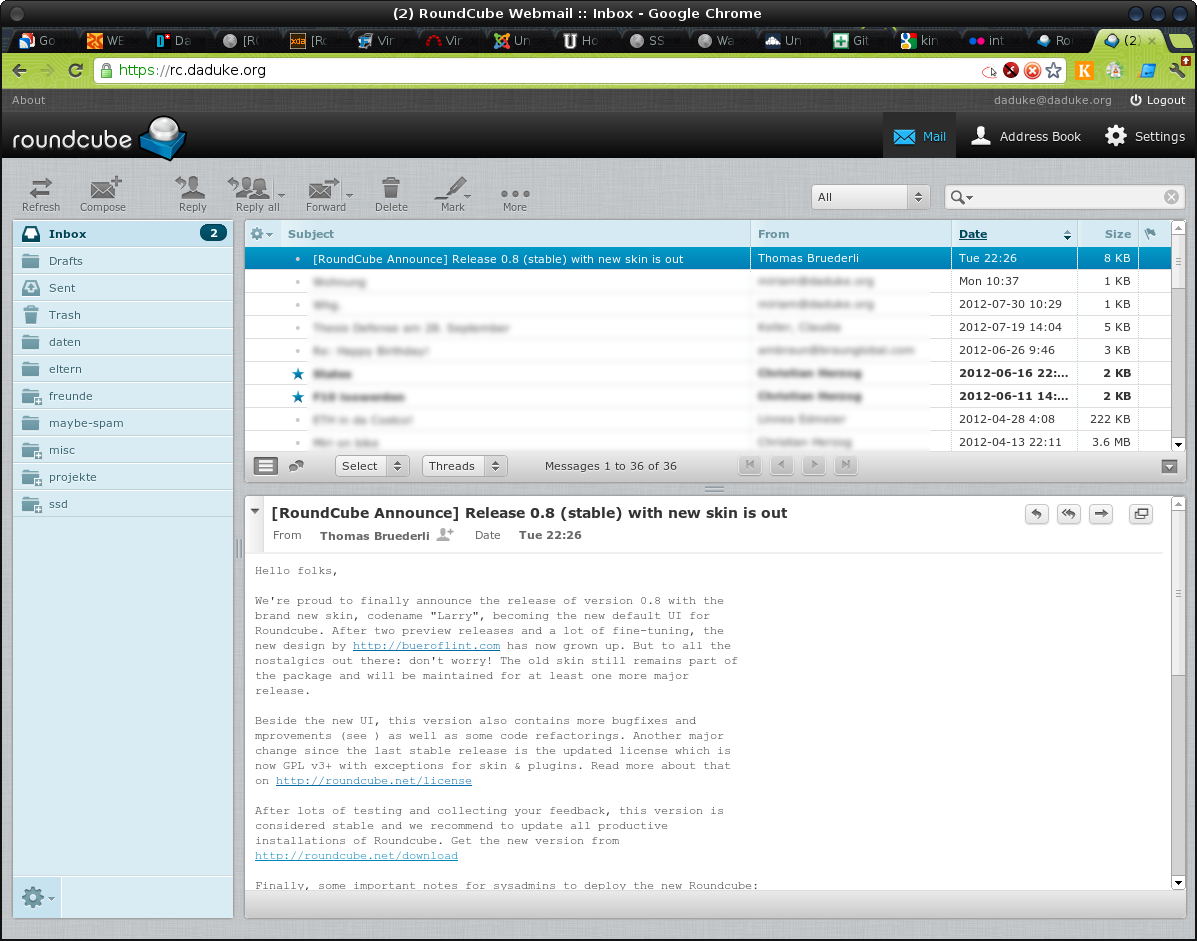 (2) RoundCube Webmail :: Inbox - Google Chrome
Go WE Da [RC [Ro Vir Vir Un Ho SS Wa Un Git kin int Ro (2)
https://rc.daduke.org
About daduke@daduke.org Logout
roundcube Mail Address Book Settings
Refresh Compose Reply Reply all Forward Delete Mark More All
Inbox 2
Drafts
Sent
Trash
daten
eltern
freunde
maybe-spam
misc
projekte
ssd
Subject From Date Size
[RoundCube Announce] Release 0.8 (stable) with new skin is out Thomas Bruederli Tue 22:26 8 KB
Mon 10:37 1 KB
2012-07-30 10:29 1 KB
2012-07-19 14:04 5 KB
2012-06-26 9:46 3 KB
2012-06-16 22:... 2 KB
2012-06-11 14:... 2 KB
2012-04-28 4:08 222 KB
2012-04-13 22:11 3.6 MB
Select Threads Messages 1 to 36 of 36
[RoundCube Announce] Release 0.8 (stable) with new skin is out
From Thomas Bruederli Date Tue 22:26
Hello folks,
We're proud to finally announce the release of version 0.8 with the
brand new skin, codename "Larry", becoming the new default UI for
Roundcube. After two preview releases and a lot of fine-tuning, the
new design by http://bueroflint.com has now grown up. But to all the
nostalgics out there: don't worry! The old skin still remains part of
the package and will be maintained for at least one more major
release.
Beside the new UI, this version also contains more bugfixes and
mprovements (see ) as well as some code refactorings. Another major
change since the last stable release is the updated license which is
now GPL v3+ with exceptions for skin & plugins. Read more about that
on http://roundcube.net/license
After lots of testing and collecting your feedback, this version is
considered stable and we recommend to update all productive
installations of Roundcube. Get the new version from
http://roundcube.net/download
Finally, some important notes for sysadmins to deploy the new Roundcube: